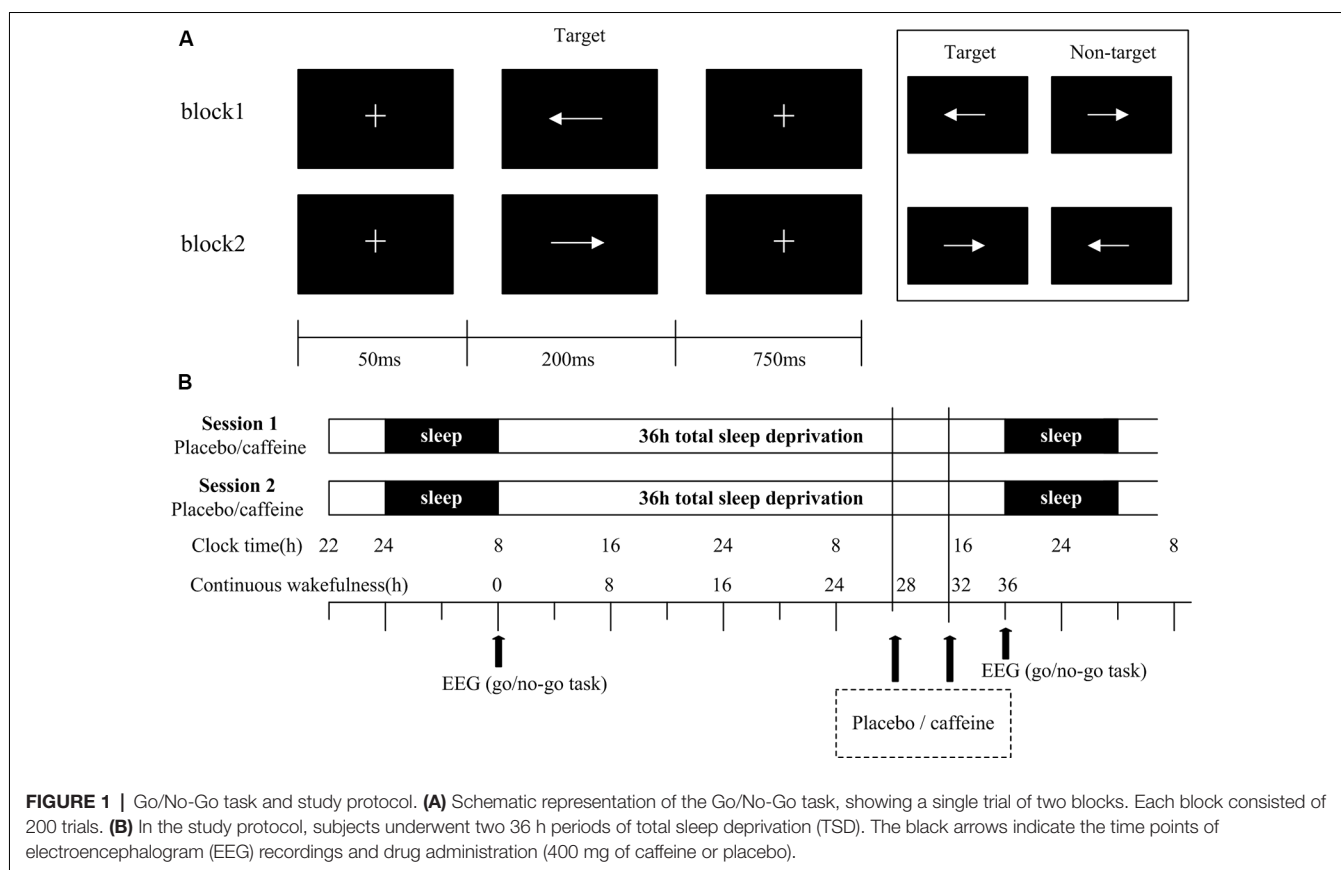 A
Target
block1
block2
Target Non-target
50ms 200ms 750ms
B
Session 1
Placebo/caffeine
sleep 36h total sleep deprivation sleep
Session 2
Placebo/caffeine
sleep 36h total sleep deprivation sleep
Clock time(h) 22 24 8 16 24 8 16 24 8
Continuous wakefulness(h) 0 8 16 24 28 32 36
EEG (go/no-go task)
EEG (go/no-go task)
Placebo / caffeine
FIGURE 1 | Go/No-Go task and study protocol. (A) Schematic representation of the Go/No-Go task, showing a single trial of two blocks. Each block consisted of
200 trials. (B) In the study protocol, subjects underwent two 36 h periods of total sleep deprivation (TSD). The black arrows indicate the time points of
electroencephalogram (EEG) recordings and drug administration (400 mg of caffeine or placebo).